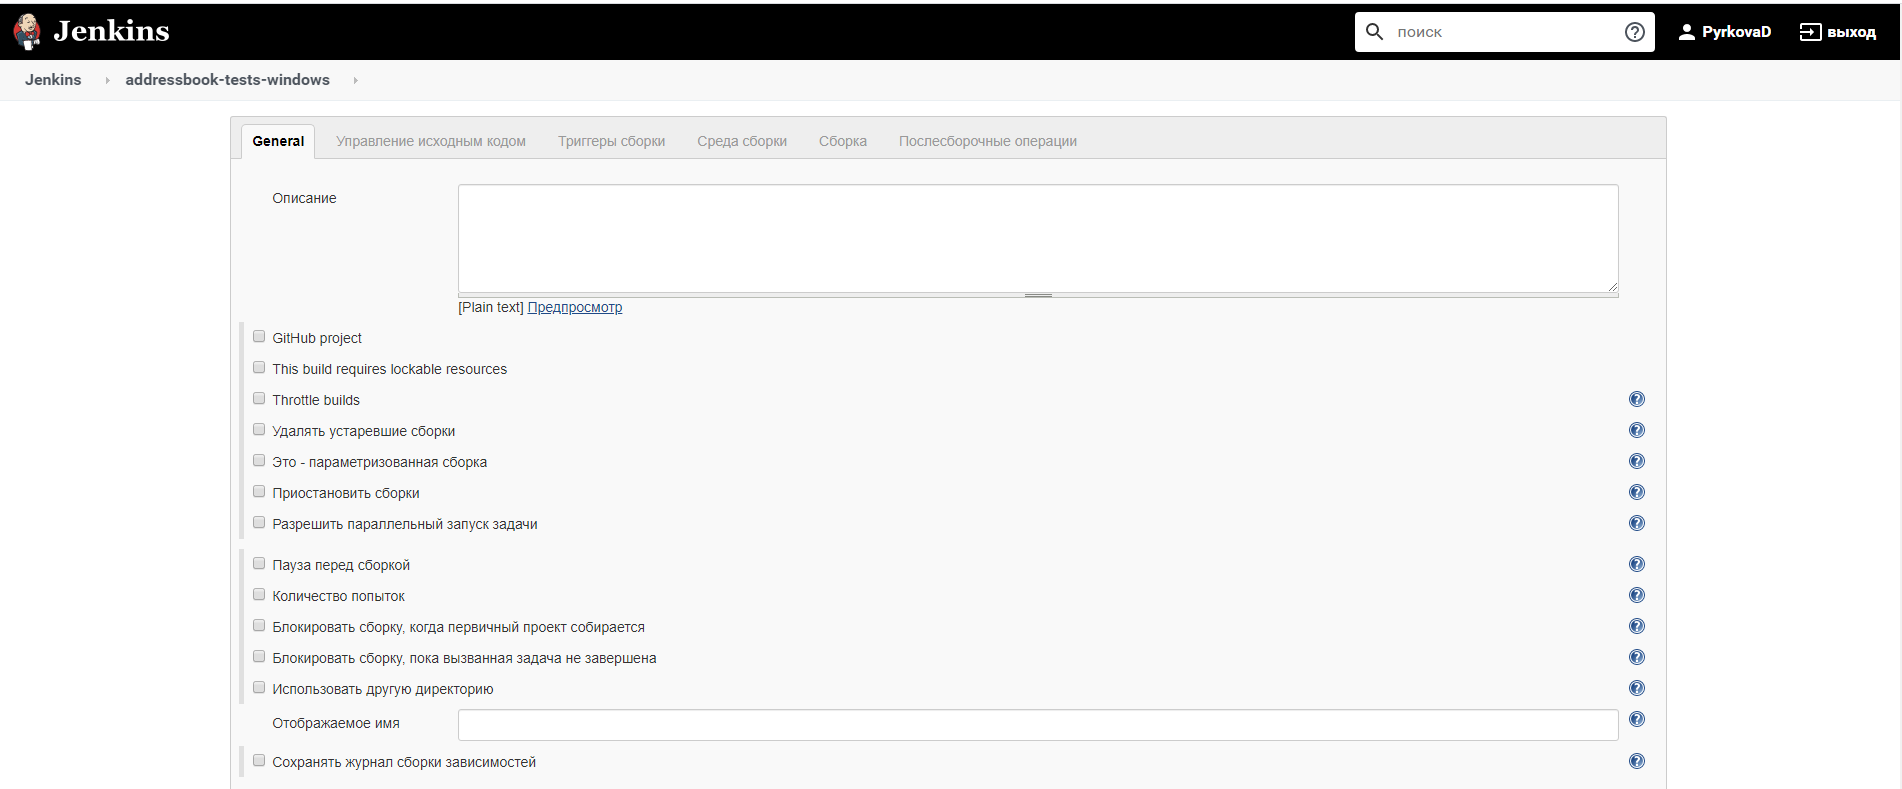 Jenkins
поиск
PyrkovaD
выход
Jenkins
addressbook-tests-windows
General
Управление исходным кодом
Триггеры сборки
Среда сборки
Сборка
Послесборочные операции
Описание
[Plain text] Предпросмотр
GitHub project
This build requires lockable resources
Throttle builds
Удалять устаревшие сборки
Это - параметризованная сборка
Приостановить сборки
Разрешить параллельный запуск задачи
Пауза перед сборкой
Количество попыток
Блокировать сборку, когда первичный проект собирается
Блокировать сборку, пока вызванная задача не завершена
Использовать другую директорию
Отображаемое имя
Сохранять журнал сборки зависимостей